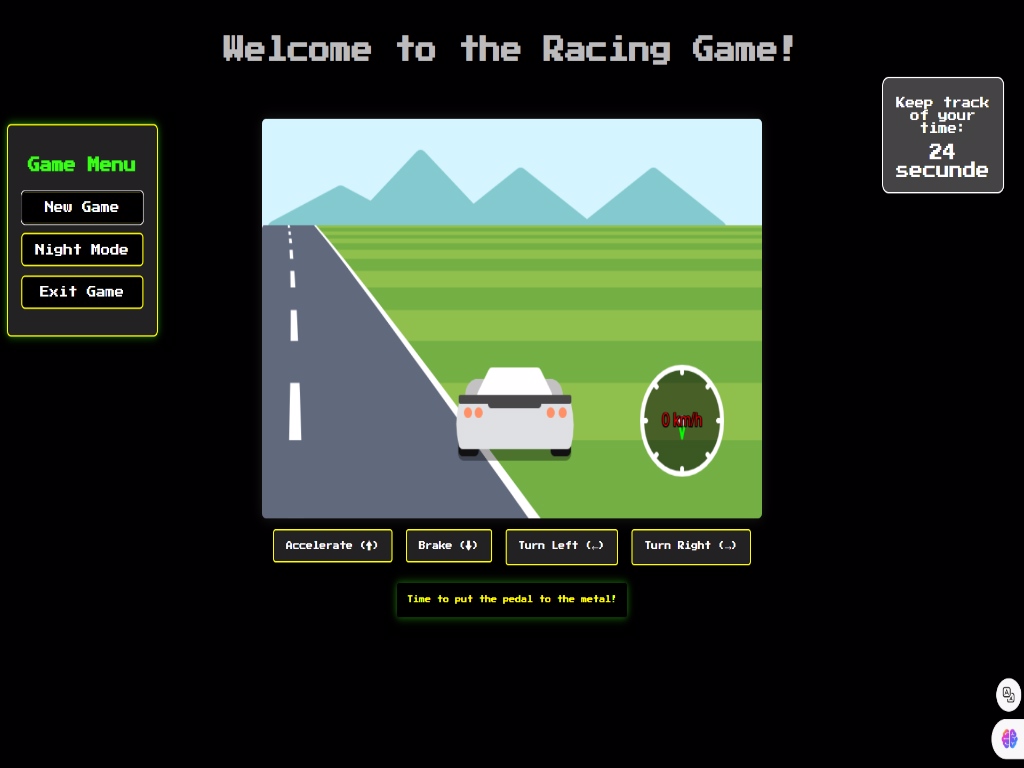 Welcome to the Racing Game!
Keep track
of your
time:
24
secunde
Game Menu
New Game
Night Mode
Exit Game
0 km/h
Accelerate (↑)
Brake (↓)
Turn Left (←)
Turn Right (→)
Time to put the pedal to the metal!